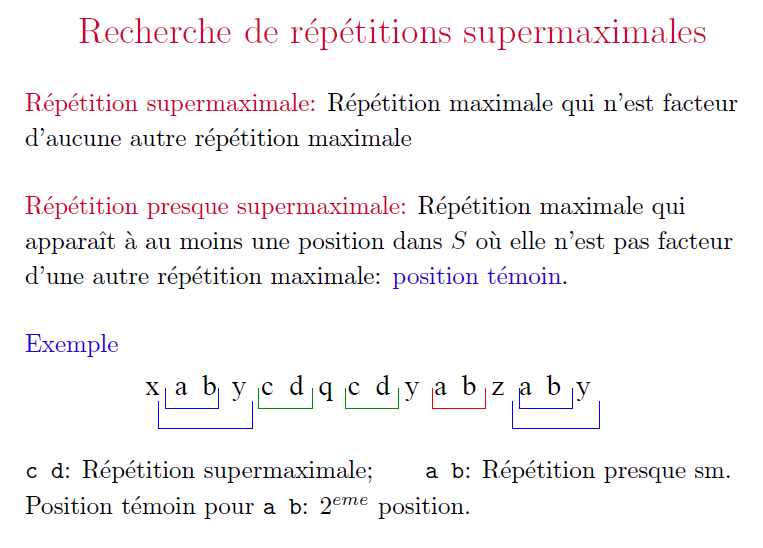 Recherche de répétitions supermaximales
Répétition supermaximale: Répétition maximale qui n'est facteur
d'aucune autre répétition maximale
Répétition presque supermaximale: Répétition maximale qui
apparaît à au moins une position dans S où elle n'est pas facteur
d'une autre répétition maximale: position témoin.
Exemple
x a b y c d q c d y a b z a b y
c d: Répétition supermaximale; a b: Répétition presque sm.
Position témoin pour a b: 2eme position.